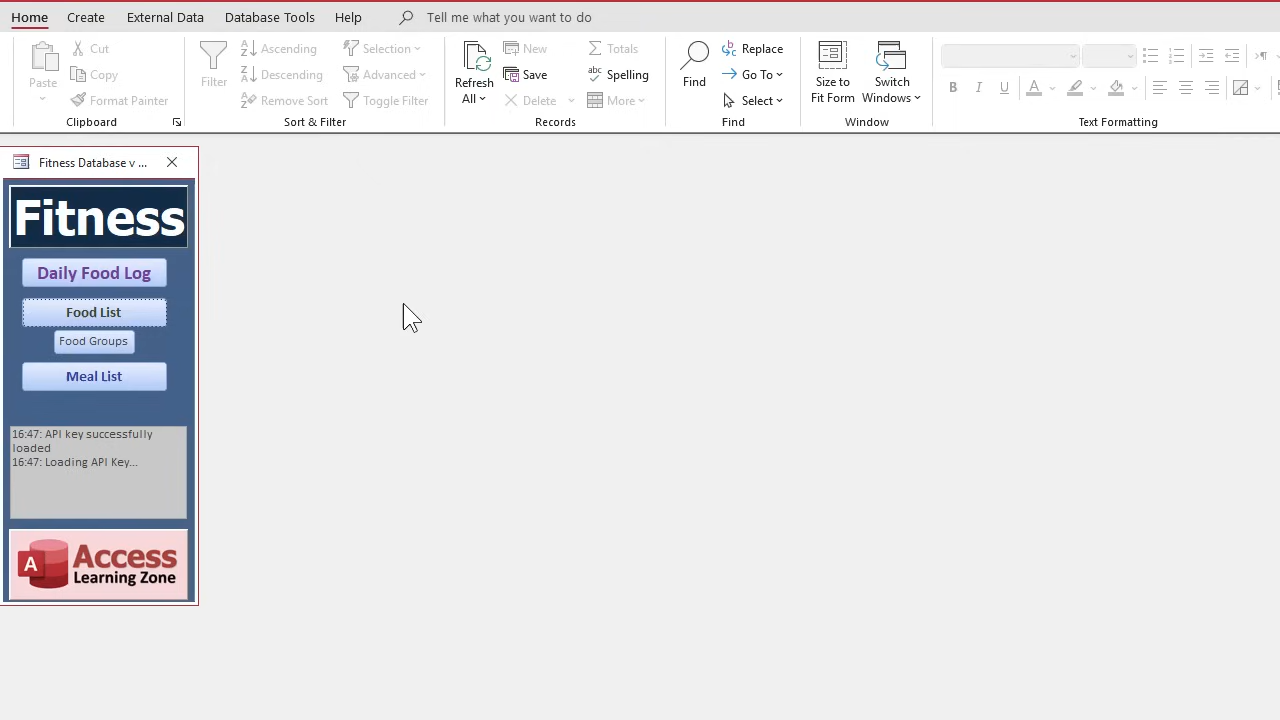 Home Create External Data Database Tools Help Tell me what you want to do
Paste
Cut
Copy
Format Painter
Clipboard
Filter
Ascending
Descending
Remove Sort
Selection
Advanced
Toggle Filter
Sort & Filter
Refresh
All
New
Save
Delete
Totals
Spelling
More
Records
Find
Replace
Go To
Select
Find
Size to
Fit Form
Switch
Windows
Window
B I U A
Text Formatting
Fitness Database v ...
Fitness
Daily Food Log
Food List
Food Groups
Meal List
16:47: API key successfully
loaded
16:47: Loading API Key...
A Access
Learning Zone